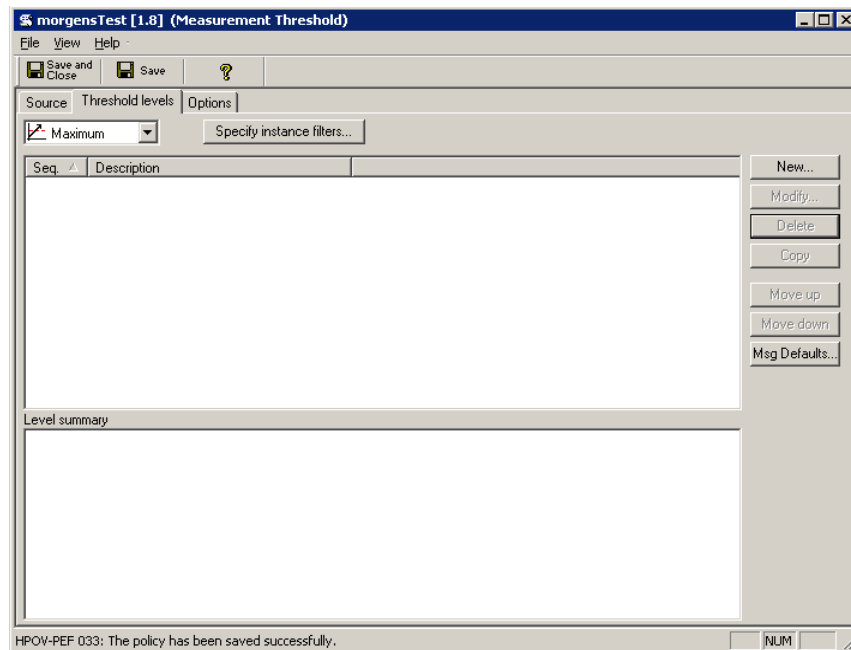 morgensTest [1.8] (Measurement Threshold)
File View Help
Save and Close Save
Source Threshold levels Options
Maximum Specify instance filters...
Seq. Description
New...
Modify...
Delete
Copy
Move up
Move down
Msg Defaults...
Level summary
HPOV-PEF 033: The policy has been saved successfully. NUM